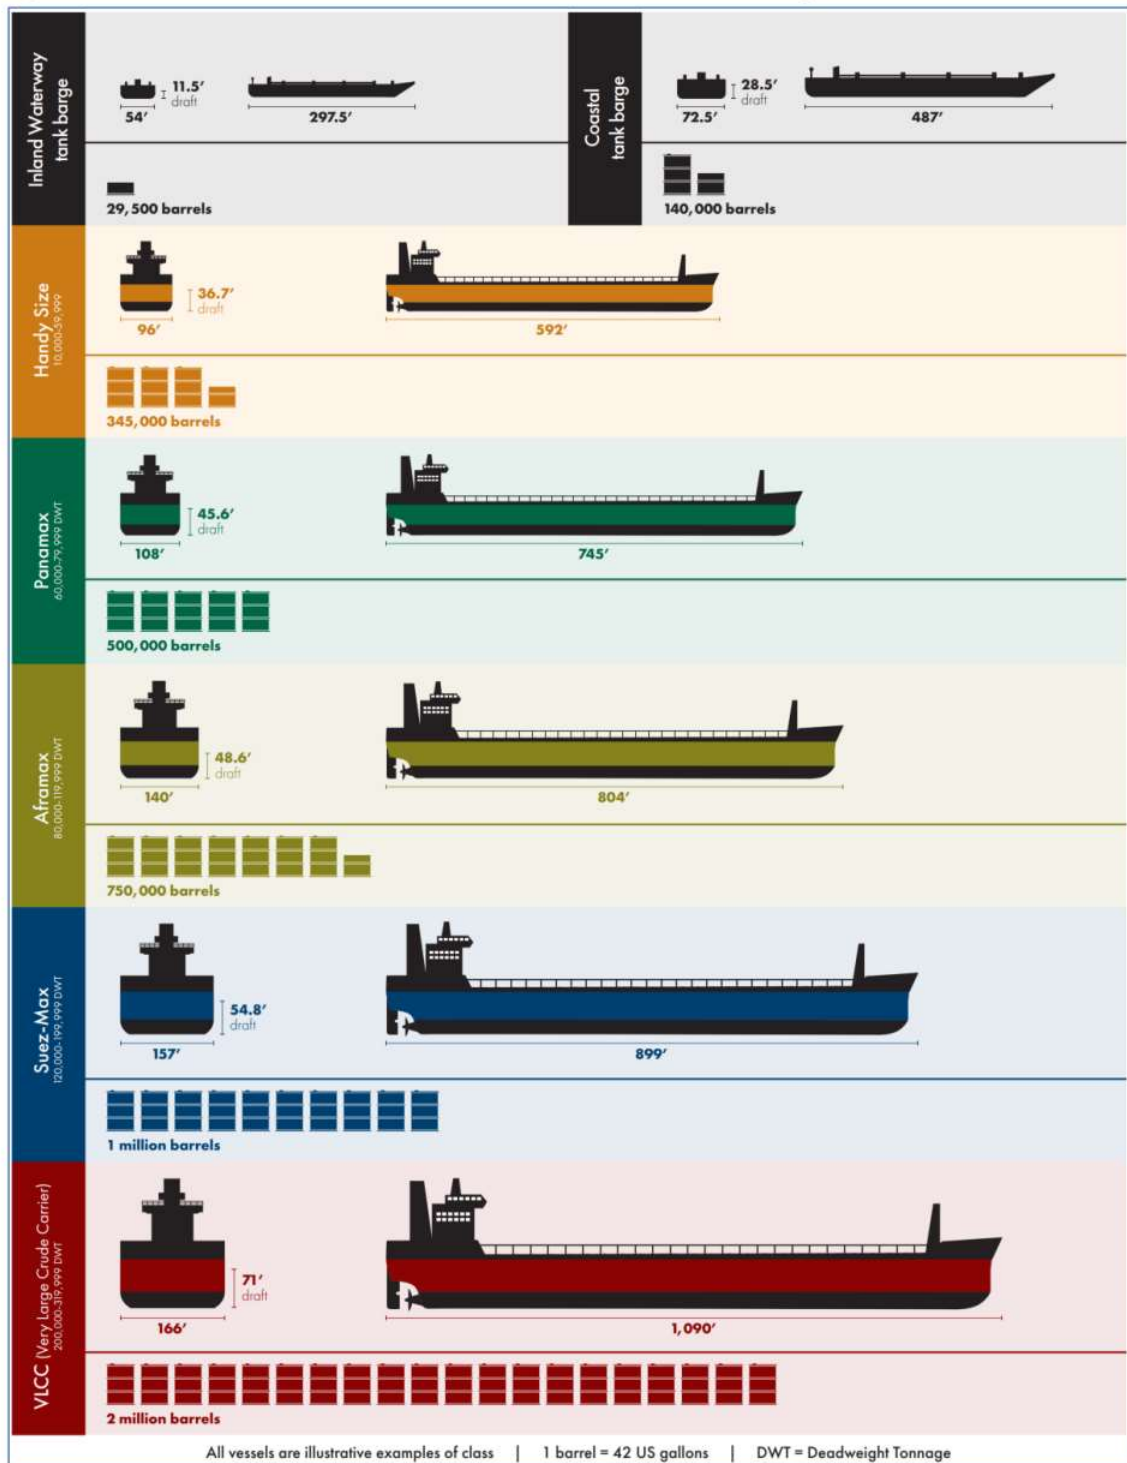 Inland Waterway
tank barge
11.5′
draft
54′
297.5′
29,500 barrels
Coastal
tank barge
28.5′
draft
72.5′
487′
140,000 barrels
Handy Size
10,000-59,999
36.7′
draft
96′
592′
345,000 barrels
Panamax
60,000-79,999 DWT
45.6′
draft
108′
745′
500,000 barrels
Aframax
80,000-119,999 DWT
48.6′
draft
140′
804′
750,000 barrels
Suez-Max
120,000-199,999 DWT
54.8′
draft
157′
899′
1 million barrels
VLCC (Very Large Crude Carrier)
200,000-319,999 DWT
71′
draft
166′
1,090′
2 million barrels
All vessels are illustrative examples of class | 1 barrel = 42 US gallons | DWT = Deadweight Tonnage